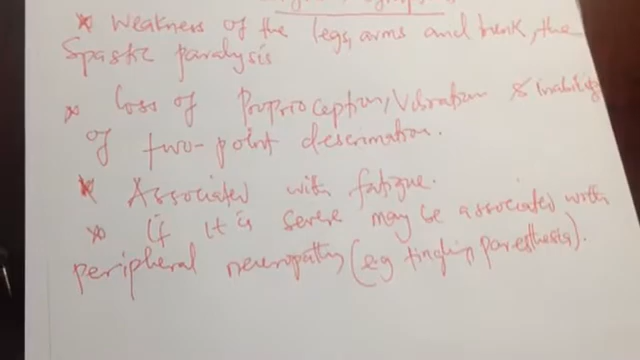 * Weakness of the legs, arms and trunk, the
Spastic paralysis
* Loss of Proprioception, Vibration & inability
of two-point descrimation.
* Associated with fatigue.
* If it is severe may be associated with
peripheral neuropathy (eg tingling, paresthesia).